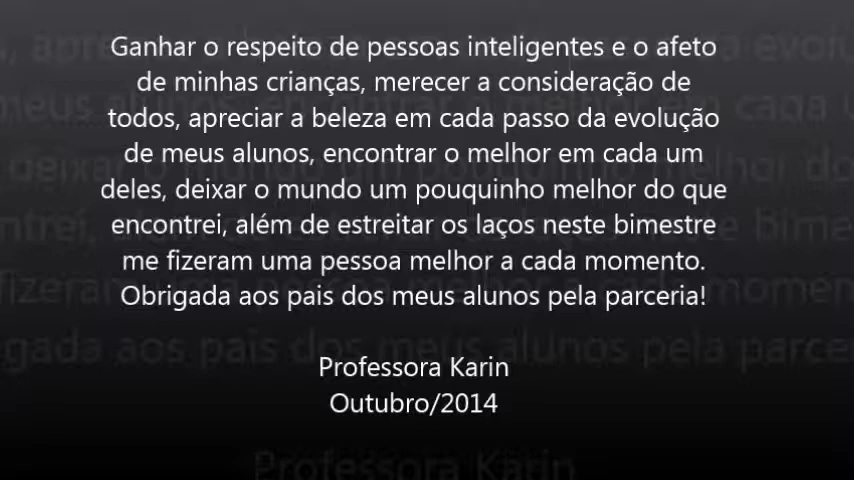 Ganhar o respeito de pessoas inteligentes e o afeto
de minhas crianças, merecer a consideração de
todos, apreciar a beleza em cada passo da evolução
de meus alunos, encontrar o melhor em cada um
deles, deixar o mundo um pouquinho melhor do que
encontrei, além de estreitar os laços neste bimestre
me fizeram uma pessoa melhor a cada momento.
Obrigada aos pais dos meus alunos pela parceria!
Professora Karin
Outubro/2014
Professora Karin